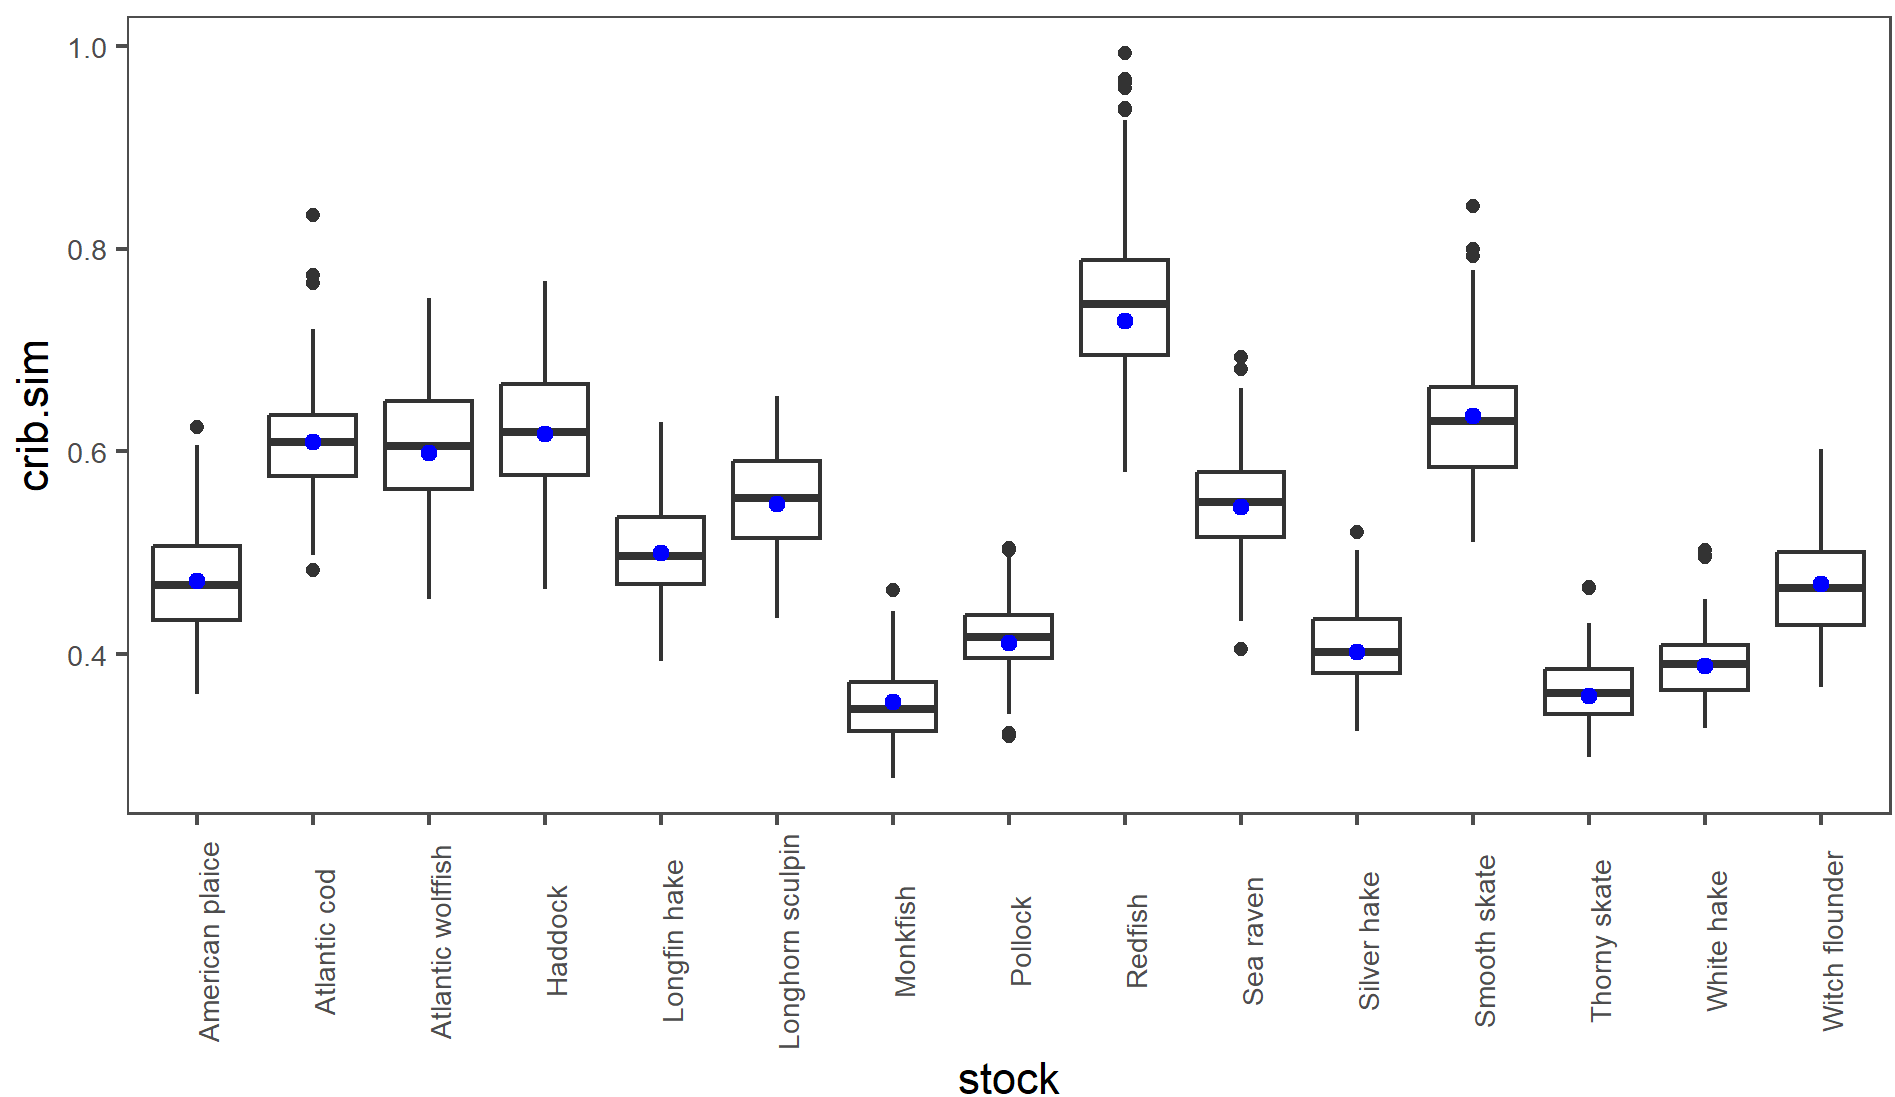 crib.sim
1.0
0.8
0.6
0.4
American plaice
Atlantic cod
Atlantic wolffish
Haddock
Longfin hake
Longhorn sculpin
Monkfish
Pollock
Redfish
Sea raven
Silver hake
Smooth skate
Thorny skate
White hake
Witch flounder
stock